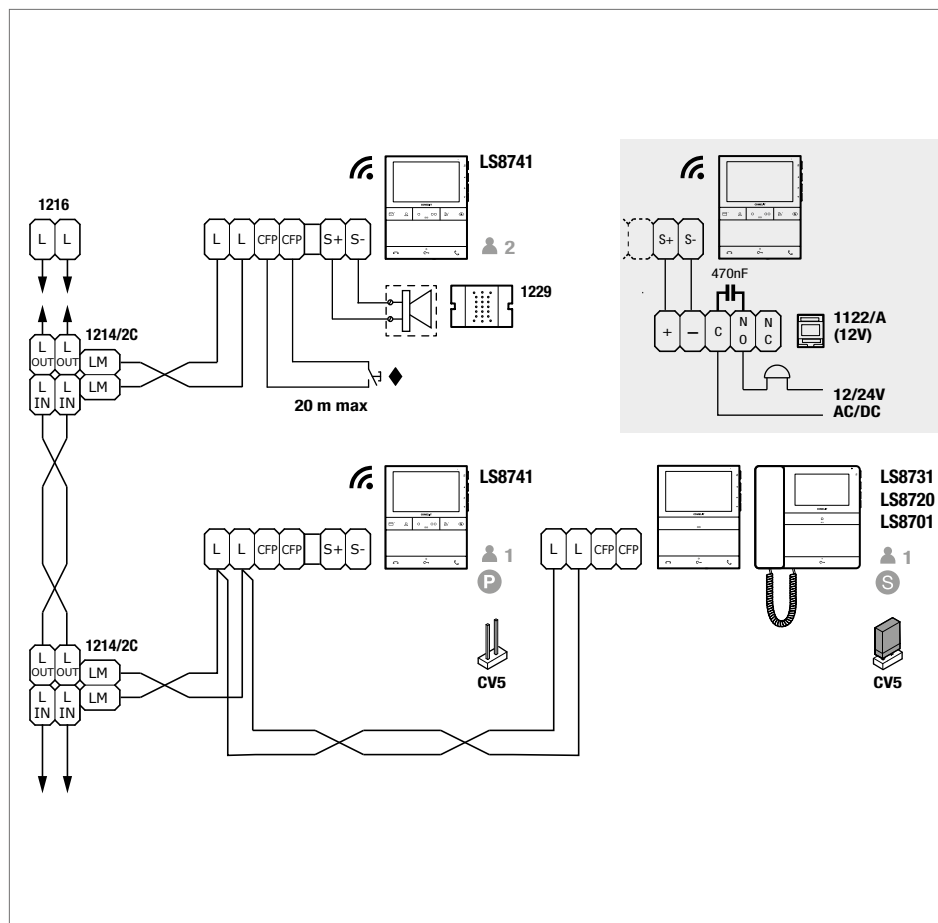 LS8741
2
1216
L L
L L CFP CFP S+ S-
1229
1214/2C
L OUT L OUT LM
L IN L IN LM
20 m max
S+ S-
470nF
+ — C NO NC
1122/A
(12V)
12/24V
AC/DC
LS8741
1
P
L L CFP CFP S+ S-
CV5
L L CFP CFP
LS8731
LS8720
LS8701
1
S
CV5
1214/2C
L OUT L OUT LM
L IN L IN LM